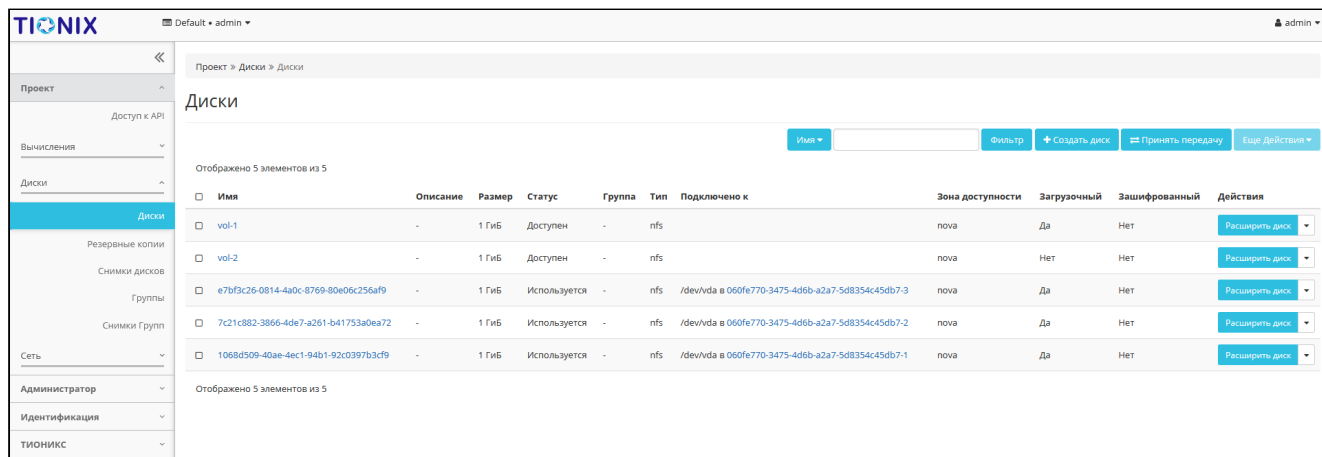 TIONIX
Default • admin
admin
Проект
Доступ к API
Вычисления
Диски
Диски
Резервные копии
Снимки дисков
Группы
Снимки Групп
Сеть
Администратор
Идентификация
ТИОНИКС
Проект » Диски » Диски
Диски
Имя Фильтр + Создать диск Принять передачу Еще Действия
Отображено 5 элементов из 5
Имя Описание Размер Статус Группа Тип Подключено к Зона доступности Загрузочный Зашифрованный Действия
vol-1 - 1 ГиБ Доступен - nfs nova Да Нет Расширить диск
vol-2 - 1 ГиБ Доступен - nfs nova Нет Нет Расширить диск
e7bf3c26-0814-4a0c-8769-80e06c256af9 - 1 ГиБ Используется - nfs /dev/vda в 060fe770-3475-4d6b-a2a7-5d8354c45db7-3 nova Да Нет Расширить диск
7c21c882-3866-4de7-a261-b41753a0ea72 - 1 ГиБ Используется - nfs /dev/vda в 060fe770-3475-4d6b-a2a7-5d8354c45db7-2 nova Да Нет Расширить диск
1068d509-40ae-4ec1-94b1-92c0397b3cf9 - 1 ГиБ Используется - nfs /dev/vda в 060fe770-3475-4d6b-a2a7-5d8354c45db7-1 nova Да Нет Расширить диск
Отображено 5 элементов из 5